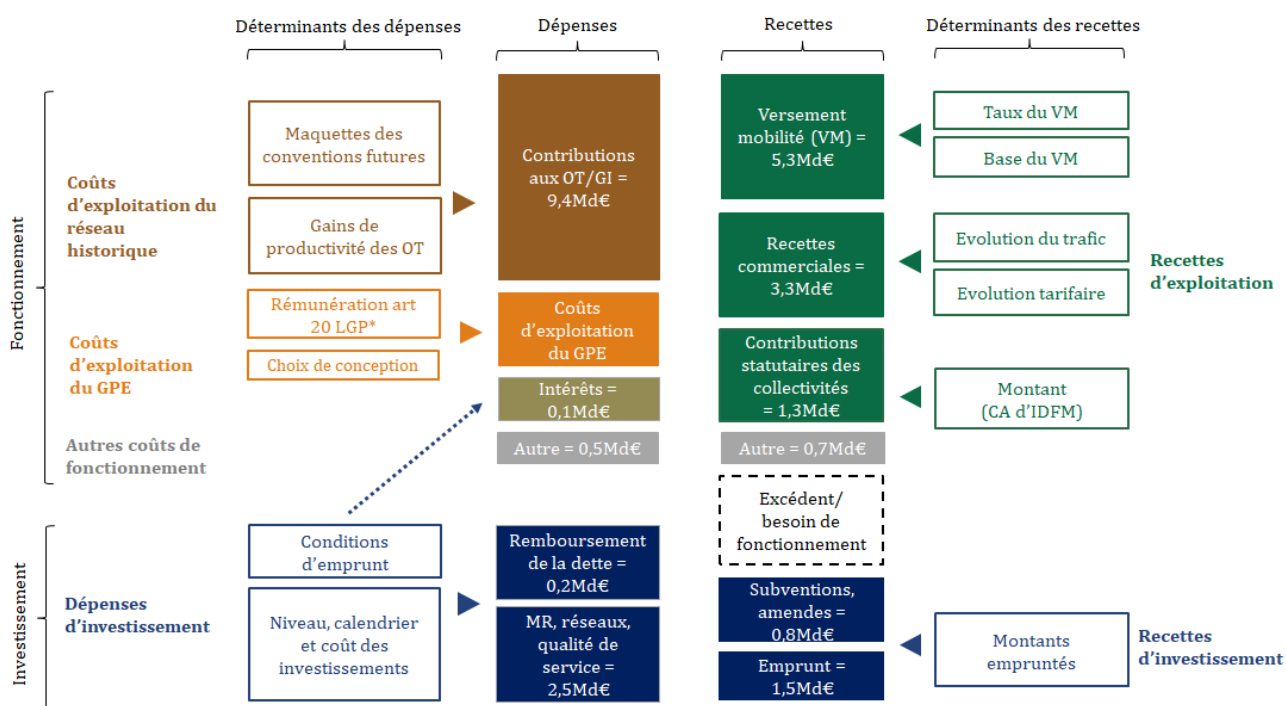 Déterminants des dépenses
Dépenses
Recettes
Déterminants des recettes
Fonctionnement
Coûts
d’exploitation du
réseau
historique
Maquettes des
conventions futures
Gains de
productivité des OT
Contributions
aux OT/GI =
9,4Md€
Versement
mobilité (VM) =
5,3Md€
Taux du VM
Base du VM
Recettes
commerciales =
3,3Md€
Evolution du trafic
Evolution tarifaire
Recettes
d’exploitation
Coûts
d’exploitation
du GPE
Rémunération art
20 LGP*
Choix de conception
Coûts
d’exploitation
du GPE
Contributions
statutaires des
collectivités
= 1,3Md€
Montant
(CA d’IDFM)
Intérêts =
0,1Md€
Autres coûts de
fonctionnement
Autre = 0,5Md€
Autre = 0,7Md€
Excédent/
besoin de
fonctionnement
Investissement
Dépenses
d’investissement
Conditions
d’emprunt
Niveau, calendrier
et coût des
investissements
Remboursement
de la dette =
0,2Md€
MR, réseaux,
qualité de
service =
2,5Md€
Subventions,
amendes =
0,8Md€
Emprunt =
1,5Md€
Montants
empruntés
Recettes
d’investissement